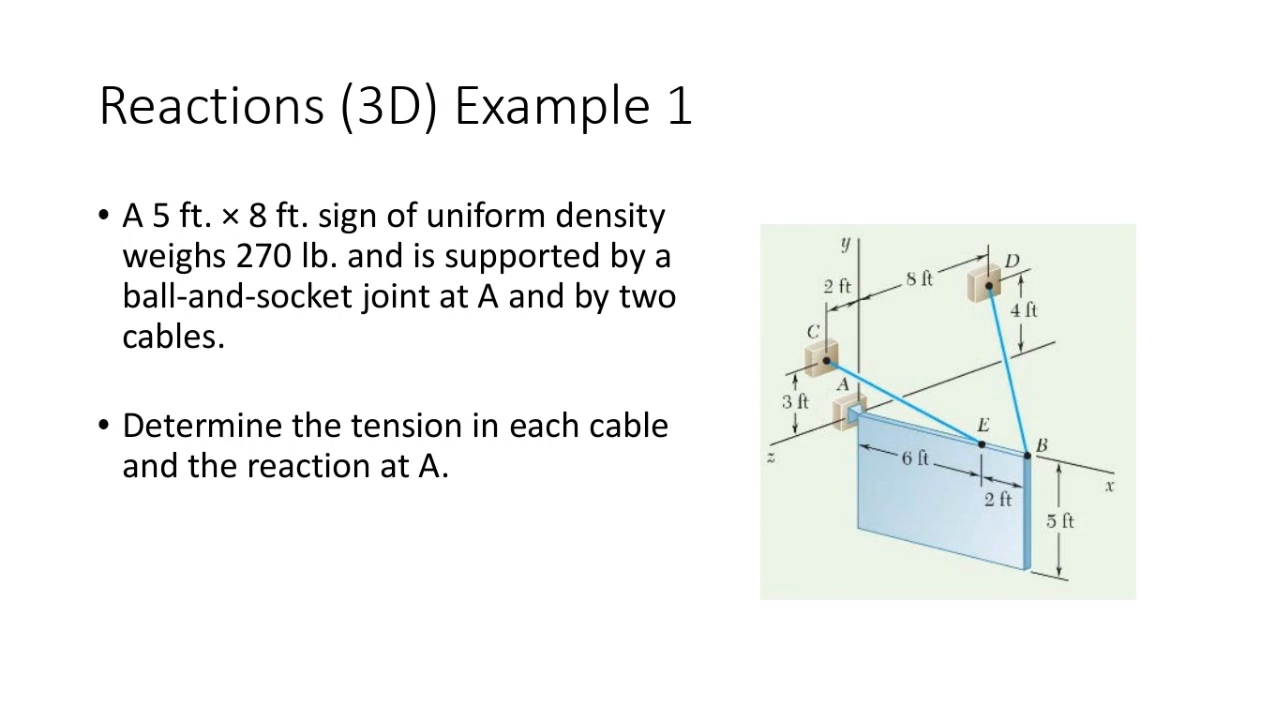 Reactions (3D) Example 1
• A 5 ft. × 8 ft. sign of uniform density
weighs 270 lb. and is supported by a
ball-and-socket joint at A and by two
cables.
• Determine the tension in each cable
and the reaction at A.
y
D
2 ft
8 ft
4 ft
C
A
3 ft
E
B
z
6 ft
x
2 ft
5 ft